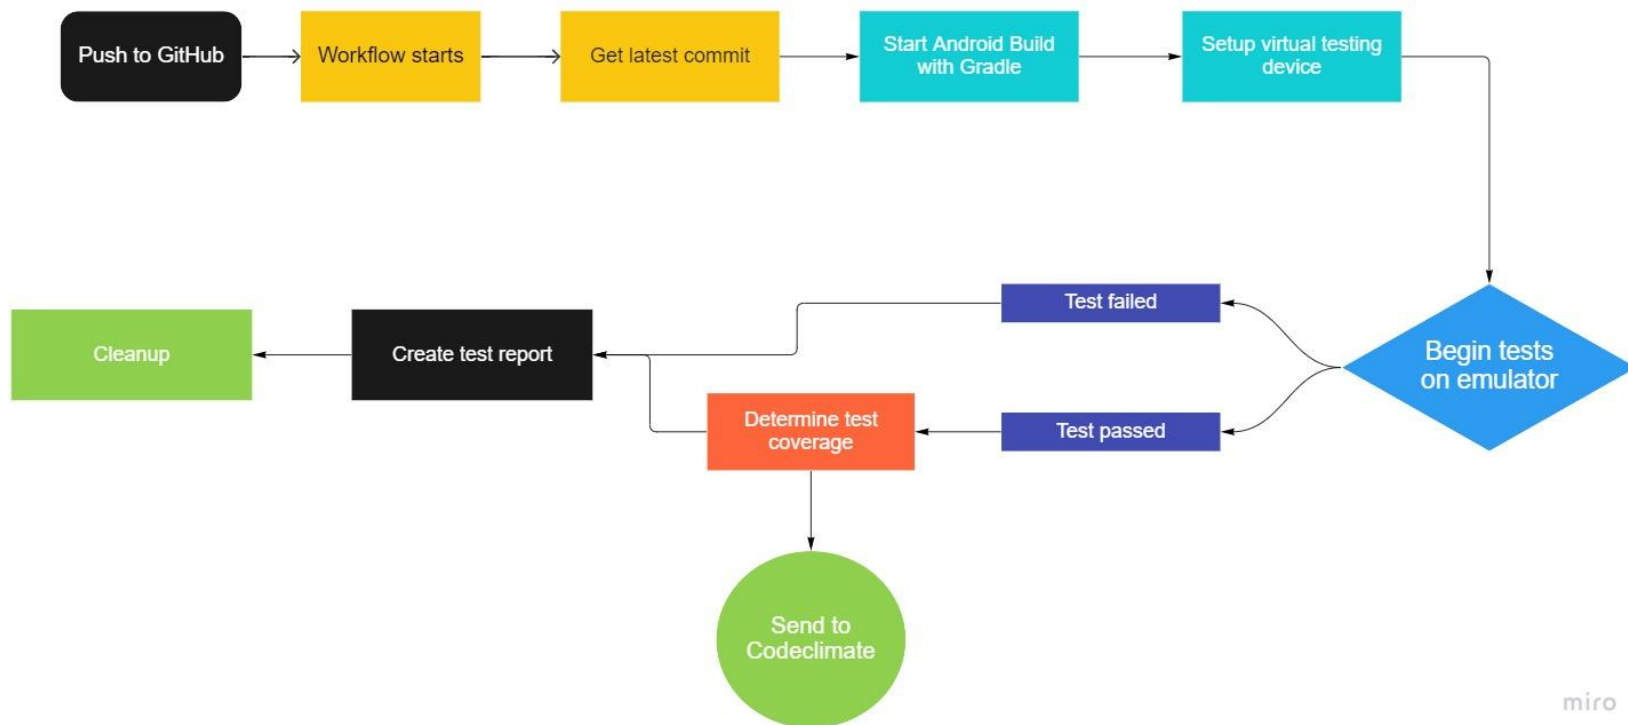 Push to GitHub
Workflow starts
Get latest commit
Start Android Build
with Gradle
Setup virtual testing
device
Test failed
Begin tests
on emulator
Cleanup
Create test report
Determine test
coverage
Test passed
Send to
Codeclimate
miro